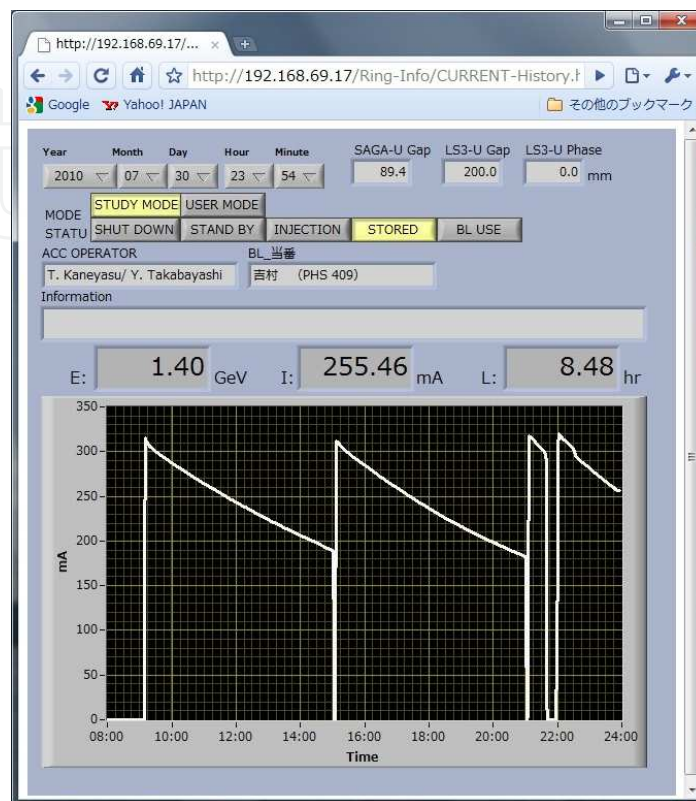 http://192.168.69.17/...
http://192.168.69.17/Ring-Info/CURRENT-History.h
Google Yahoo! JAPAN その他のブックマーク
Year Month Day Hour Minute SAGA-U Gap LS3-U Gap LS3-U Phase
2010 07 30 23 54 89.4 200.0 0.0 mm
MODE STUDY MODE USER MODE
STATU SHUT DOWN STAND BY INJECTION STORED BL USE
ACC OPERATOR BL_当番
T. Kaneyasu/ Y. Takabayashi 吉村 (PHS 409)
Information
E: 1.40 GeV I: 255.46 mA L: 8.48 hr
350
300
250
200
150
100
50
0
mA
08:00 10:00 12:00 14:00 16:00 18:00 20:00 22:00 24:00
Time